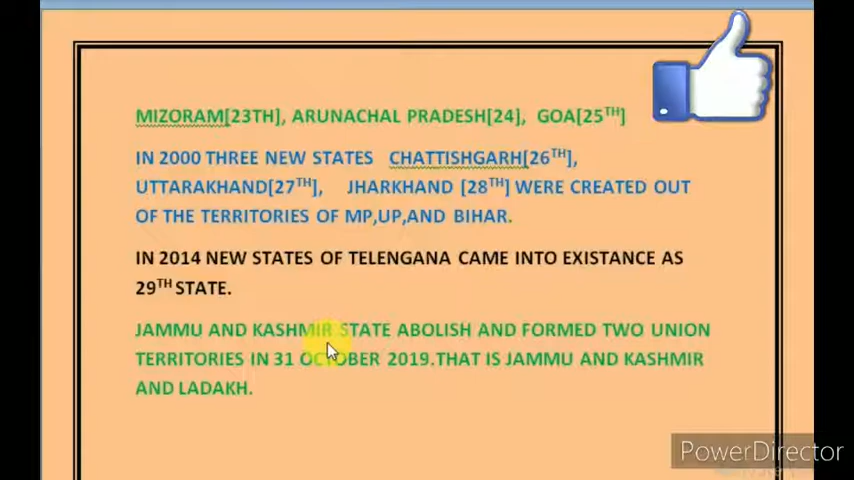 MIZORAM[23TH], ARUNACHAL PRADESH[24], GOA[25TH]
IN 2000 THREE NEW STATES CHATTISHGARH[26TH],
UTTARAKHAND[27TH], JHARKHAND [28TH] WERE CREATED OUT
OF THE TERRITORIES OF MP,UP,AND BIHAR.
IN 2014 NEW STATES OF TELENGANA CAME INTO EXISTANCE AS
29TH STATE.
JAMMU AND KASHMIR STATE ABOLISH AND FORMED TWO UNION
TERRITORIES IN 31 OCTOBER 2019.THAT IS JAMMU AND KASHMIR
AND LADAKH.
PowerDirector